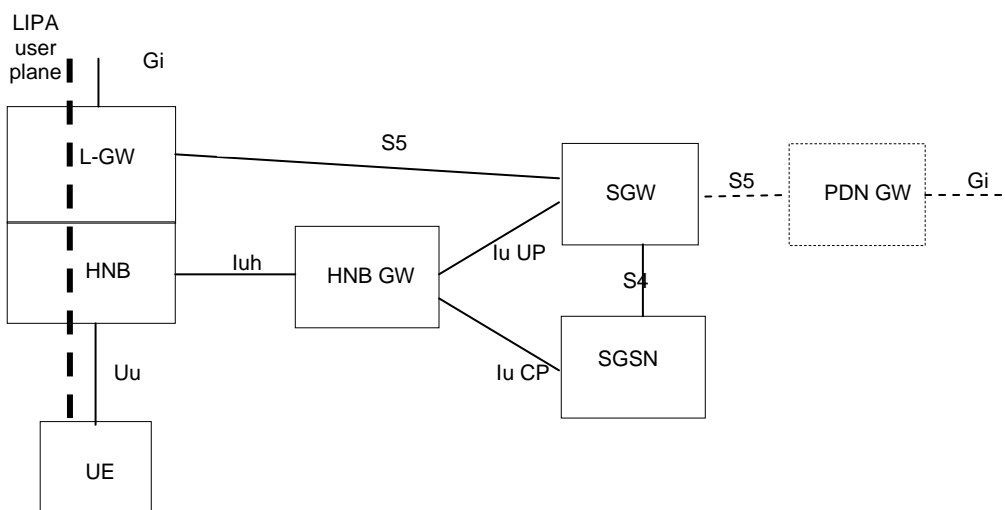 LIPA
user
plane
Gi
L-GW
S5
SGW
S5
PDN GW
Gi
HNB
Iuh
HNB GW
Iu UP
S4
Uu
Iu CP
SGSN
UE